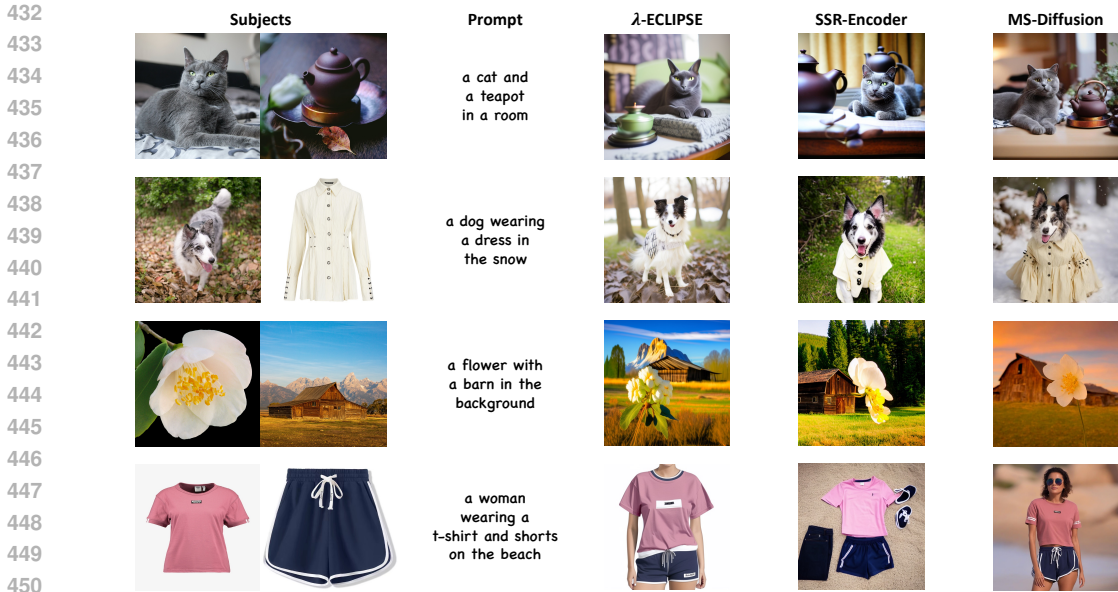 432
433
434
435
436
437
438
439
440
441
442
443
444
445
446
447
448
449
450
Subjects Prompt λ-ECLIPSE SSR-Encoder MS-Diffusion
a cat and
a teapot
in a room
a dog wearing
a dress in
the snow
a flower with
a barn in the
background
a woman
wearing a
t-shirt and shorts
on the beach